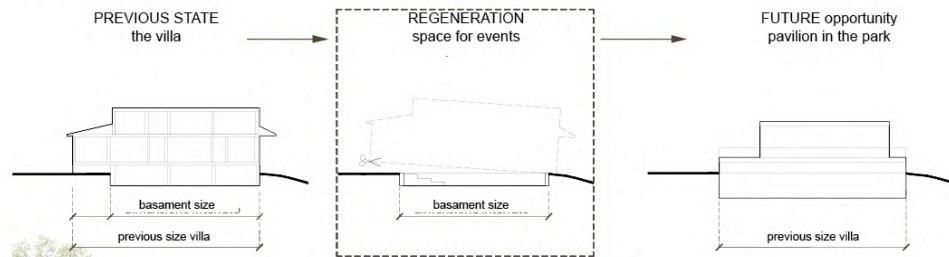 PREVIOUS STATE
the villa
REGENERATION
space for events
FUTURE opportunity
pavilion in the park
basament size
previous size villa
basament size
previous size villa